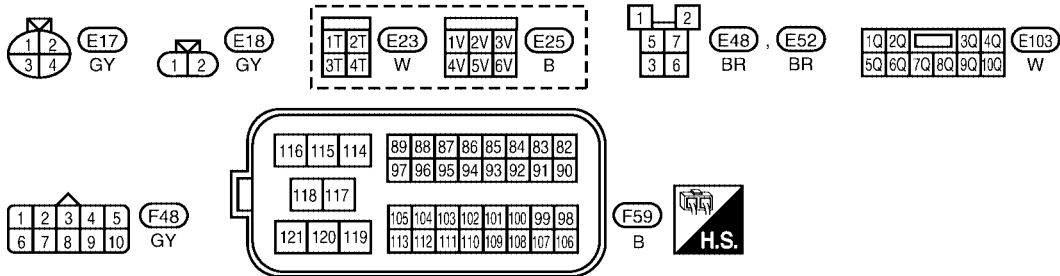 1 2
3 4
E17
GY
1 2
E18
GY
1T 2T
3T 4T
E23
W
1V 2V 3V
4V 5V 6V
E25
B
1 2
5 7
3 6
E48 , E52
BR BR
1Q 2Q 3Q 4Q
5Q 6Q 7Q 8Q 9Q 10Q
E103
W
1 2 3 4 5
6 7 8 9 10
F48
GY
116 115 114
118 117
121 120 119
89 88 87 86 85 84 83 82
97 96 95 94 93 92 91 90
105 104 103 102 101 100 99 98
113 112 111 110 109 108 107 106
F59
B
H.S.